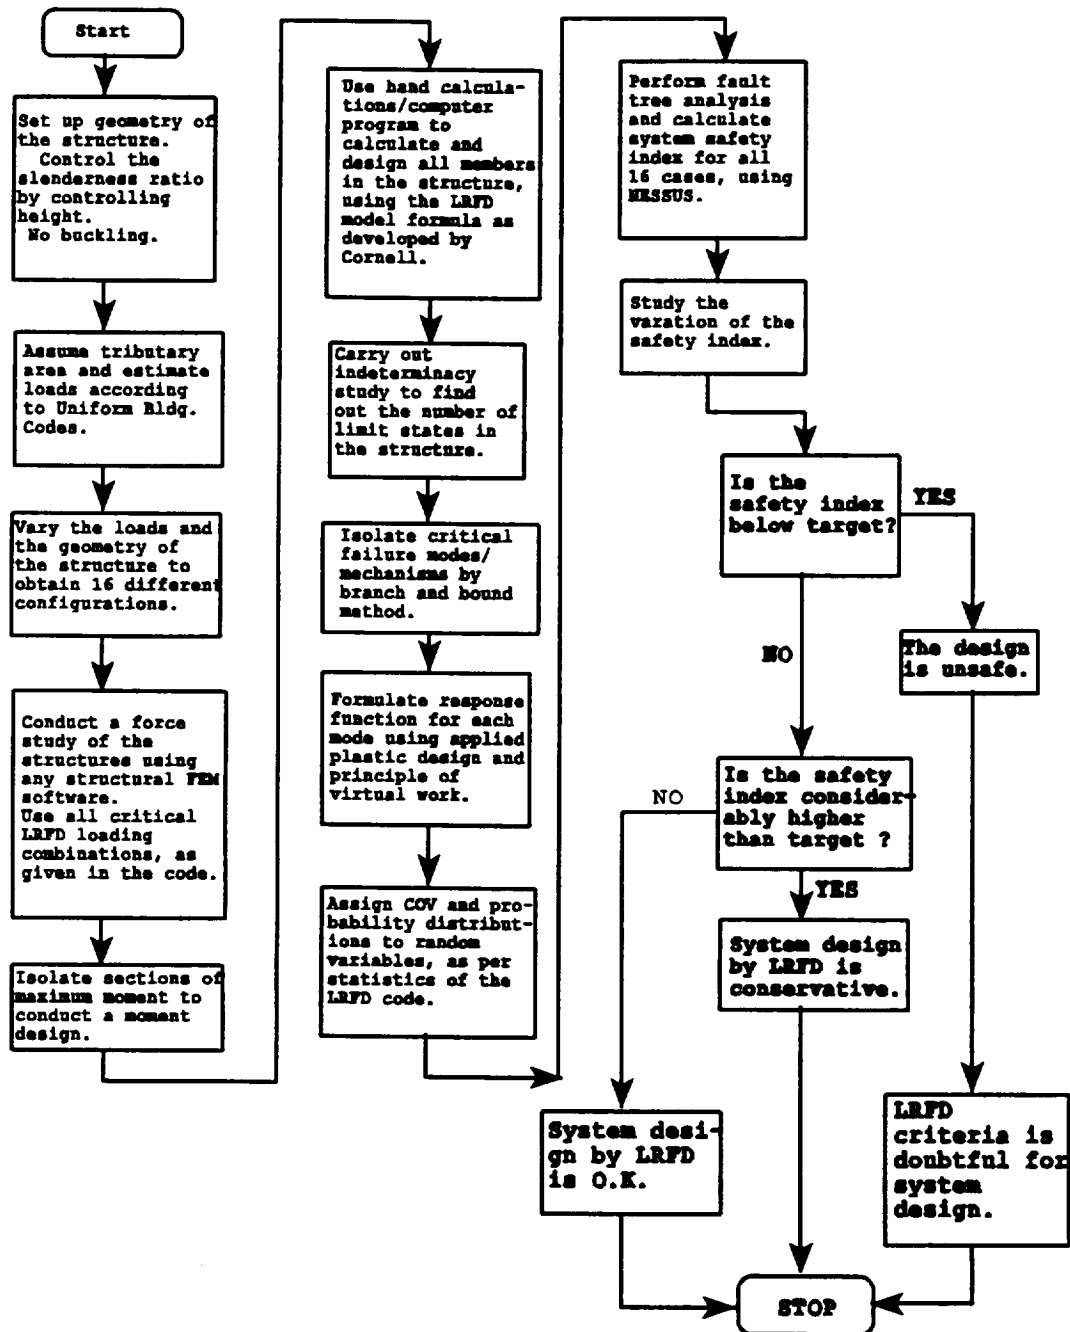 Start
Set up geometry of
the structure.
Control the
slenderness ratio
by controlling
height.
No buckling.
Assume tributary
area and estimate
loads according
to Uniform Bldg.
Codes.
Vary the loads and
the geometry of
the structure to
obtain 16 different
configurations.
Conduct a force
study of the
structures using
any structural FEM
software.
Use all critical
LRFD loading
combinations, as
given in the code.
Isolate sections of
maximum moment to
conduct a moment
design.
Use hand calcula-
tions/computer
program to
calculate and
design all members
in the structure,
using the LRFD
model formula as
developed by
Cornell.
Carry out
indeterminacy
study to find
out the number of
limit states in
the structure.
Isolate critical
failure modes/
mechanisms by
branch and bound
method.
Formulate response
function for each
mode using applied
plastic design and
principle of
virtual work.
Assign COV and pro-
bability distribut-
ions to random
variables, as per
statistics of the
LRFD code.
Perform fault
tree analysis
and calculate
system safety
index for all
16 cases, using
NESSUS.
Study the
varation of the
safety index.
Is the
safety index
below target?
YES
NO
The design
is unsafe.
Is the safety
index consider-
ably higher
than target ?
NO
YES
System design
by LRFD is
conservative.
System desi-
gn by LRFD
is O.K.
LRFD
criteria is
doubtful for
system
design.
STOP